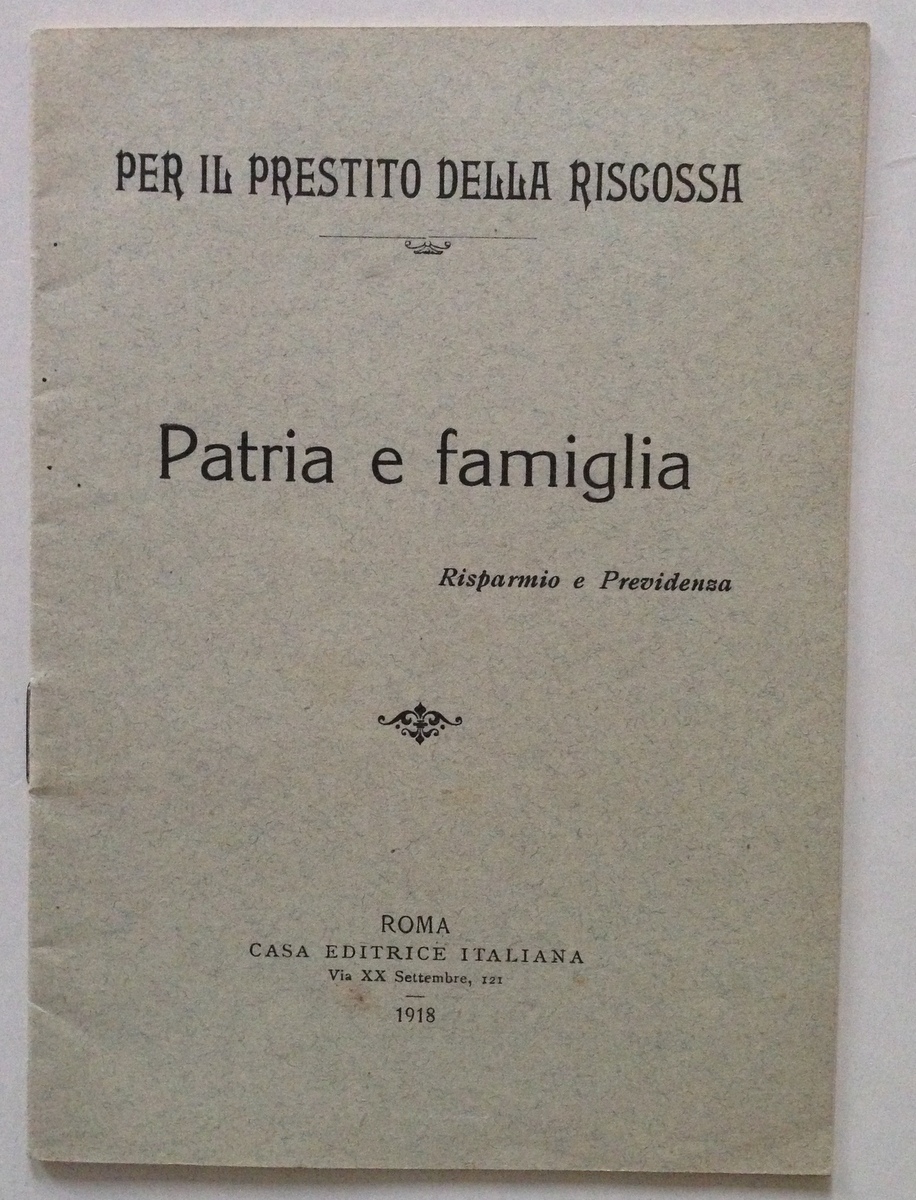 PER IL PRESTITO DELLA RISCOSSA
Patria e famiglia
Risparmio e Previdenza
ROMA
CASA EDITRICE ITALIANA
Via XX Settembre, 121
1918